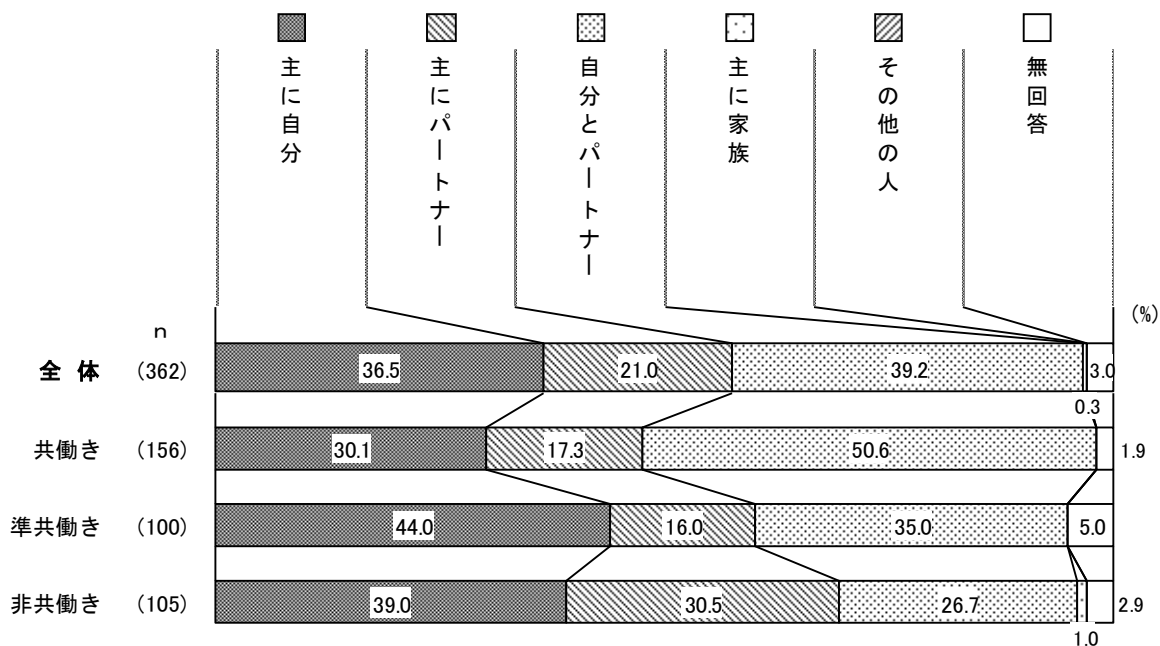 主に自分
主にパートナー
自分とパートナー
主に家族
その他の人
無回答
(%)
n
全 体 (362) 36.5 21.0 39.2 3.0
0.3
共働き (156) 30.1 17.3 50.6 1.9
準共働き (100) 44.0 16.0 35.0 5.0
非共働き (105) 39.0 30.5 26.7 2.9
1.0